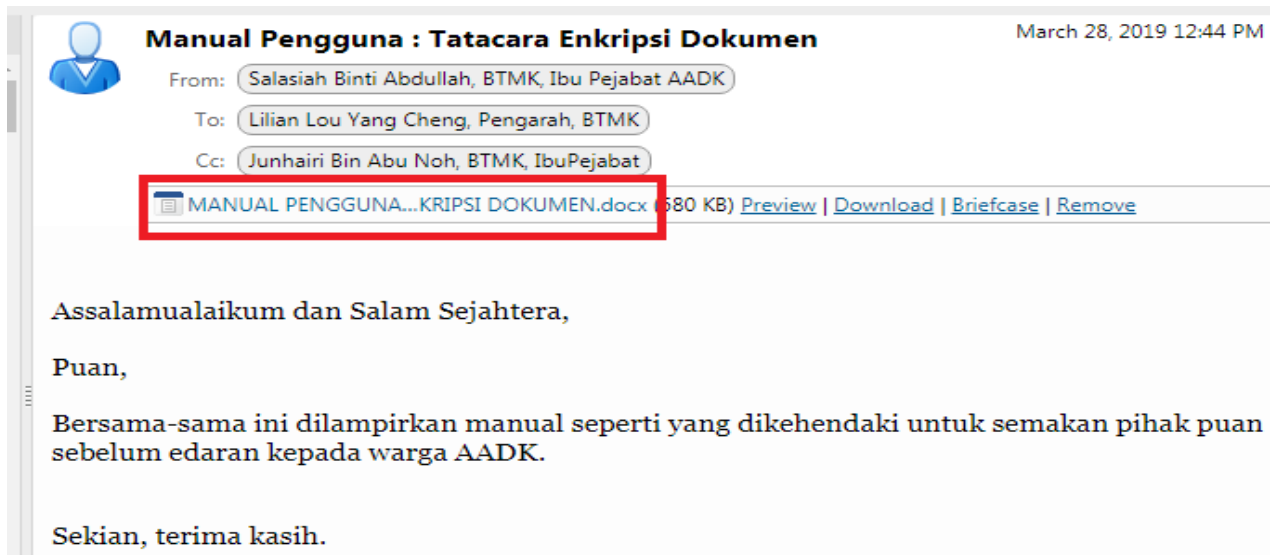 Manual Pengguna : Tatacara Enkripsi Dokumen
March 28, 2019 12:44 PM
From: Salasiah Binti Abdullah, BTMK, Ibu Pejabat AADK
To: Lilian Lou Yang Cheng, Pengarah, BTMK
Cc: Junhairi Bin Abu Noh, BTMK, IbuPejabat
MANUAL PENGGUNA...KRIPSI DOKUMEN.docx (580 KB) Preview | Download | Briefcase | Remove
Assalamualaikum dan Salam Sejahtera,
Puan,
Bersama-sama ini dilampirkan manual seperti yang dikehendaki untuk semakan pihak puan
sebelum edaran kepada warga AADK.
Sekian, terima kasih.